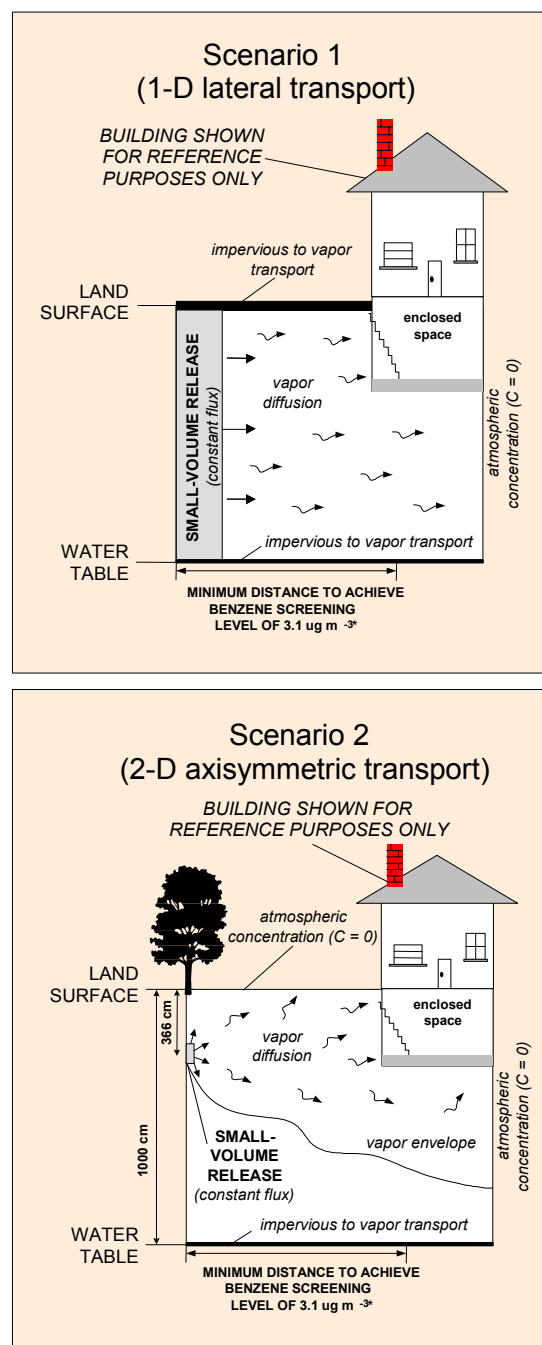 Scenario 1
(1-D lateral transport)
BUILDING SHOWN
FOR REFERENCE
PURPOSES ONLY
impervious to vapor
transport
LAND
SURFACE
enclosed
space
SMALL-VOLUME RELEASE
(constant flux)
vapor
diffusion
atmospheric
concentration (C = 0)
impervious to vapor transport
WATER
TABLE
MINIMUM DISTANCE TO ACHIEVE
BENZENE SCREENING
LEVEL OF 3.1 ug m -3*
Scenario 2
(2-D axisymmetric transport)
BUILDING SHOWN FOR
REFERENCE PURPOSES ONLY
atmospheric
concentration (C = 0)
LAND
SURFACE
366 cm
enclosed
space
vapor
diffusion
1000 cm
SMALL-
VOLUME
RELEASE
(constant flux)
vapor envelope
atmospheric
concentration (C = 0)
impervious to vapor transport
WATER
TABLE
MINIMUM DISTANCE TO ACHIEVE
BENZENE SCREENING
LEVEL OF 3.1 ug m -3*